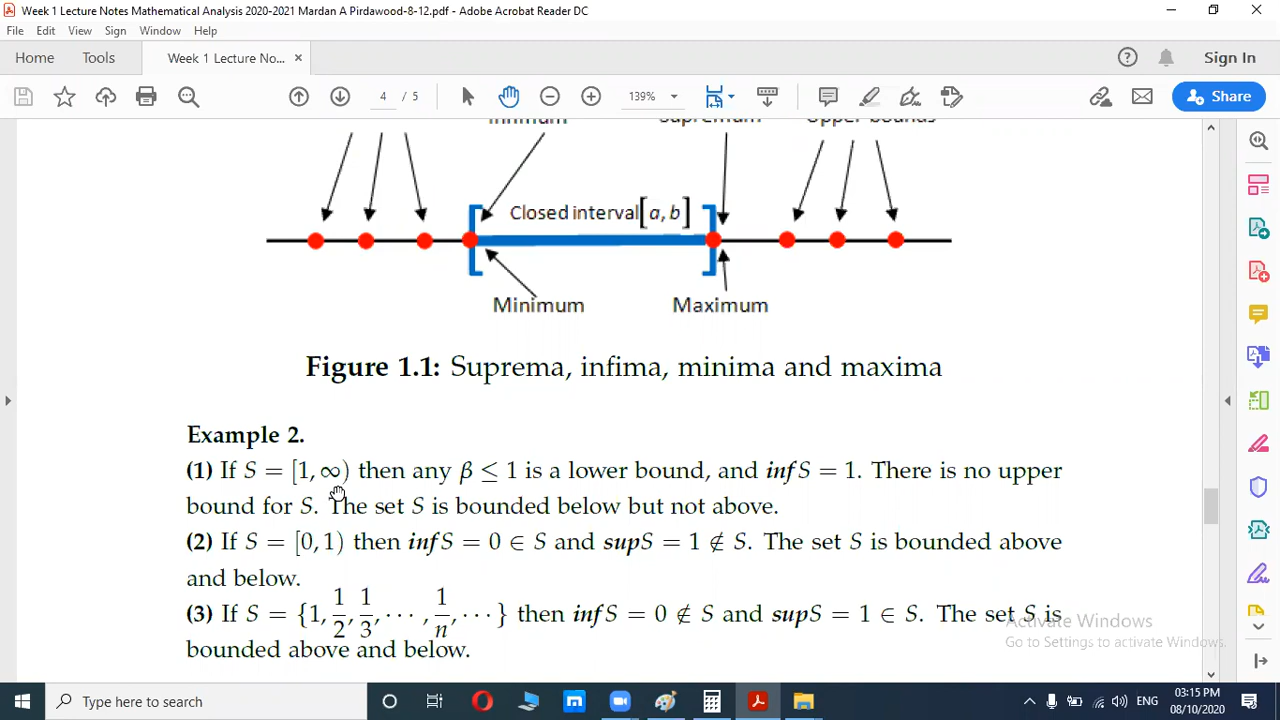 Week 1 Lecture Notes Mathematical Analysis 2020-2021 Mardan A Pirdawood-8-12.pdf - Adobe Acrobat Reader DC
File Edit View Sign Window Help
Home Tools Week 1 Lecture No... × Sign In
4 / 5 139% Share
Infimum Supremum Upper bounds
Closed interval [a, b]
Minimum Maximum
Figure 1.1: Suprema, infima, minima and maxima
Example 2.
(1) If S = [1, ∞) then any β ≤ 1 is a lower bound, and inf S = 1. There is no upper
bound for S. The set S is bounded below but not above.
(2) If S = [0, 1) then inf S = 0 ∈ S and sup S = 1 ∉ S. The set S is bounded above
and below.
(3) If S = {1, 1/2, 1/3, ⋯, 1/n, ⋯} then inf S = 0 ∉ S and sup S = 1 ∈ S. The set S is
bounded above and below.
Activate Windows
Go to Settings to activate Windows.
Type here to search
ENG
03:15 PM
08/10/2020